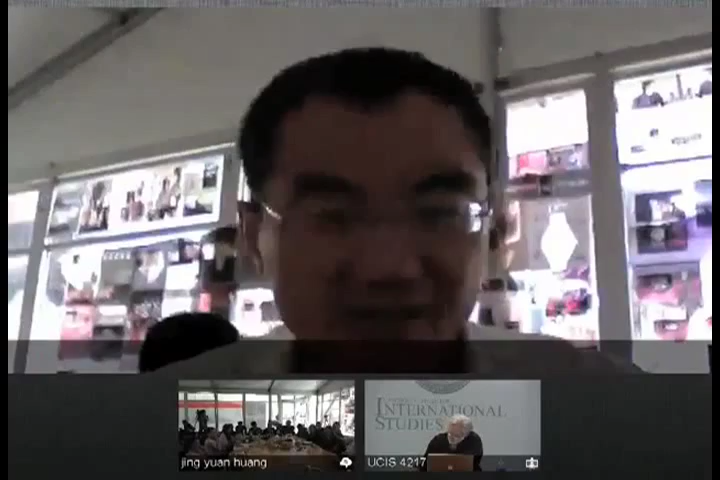 INTERNATIONAL
STUDIES
jing yuan huang
UCIS 4217